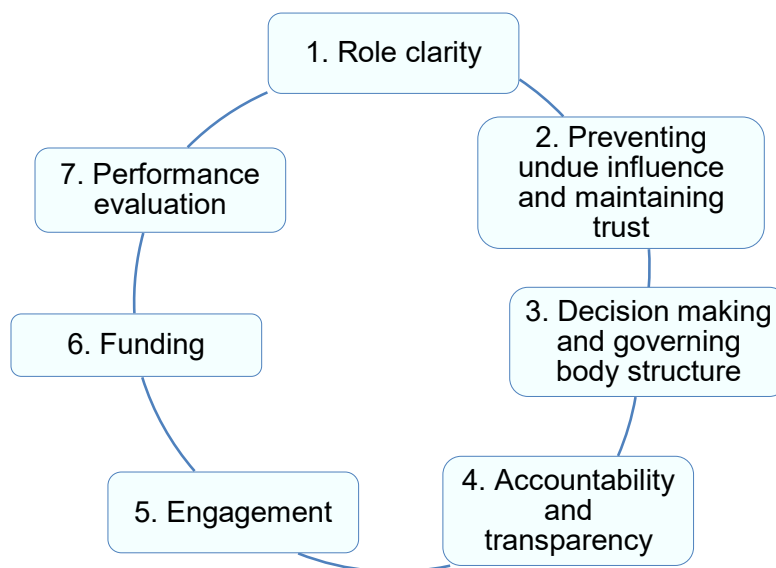 1. Role clarity
2. Preventing
undue influence
and maintaining
trust
3. Decision making
and governing
body structure
4. Accountability
and
transparency
5. Engagement
6. Funding
7. Performance
evaluation